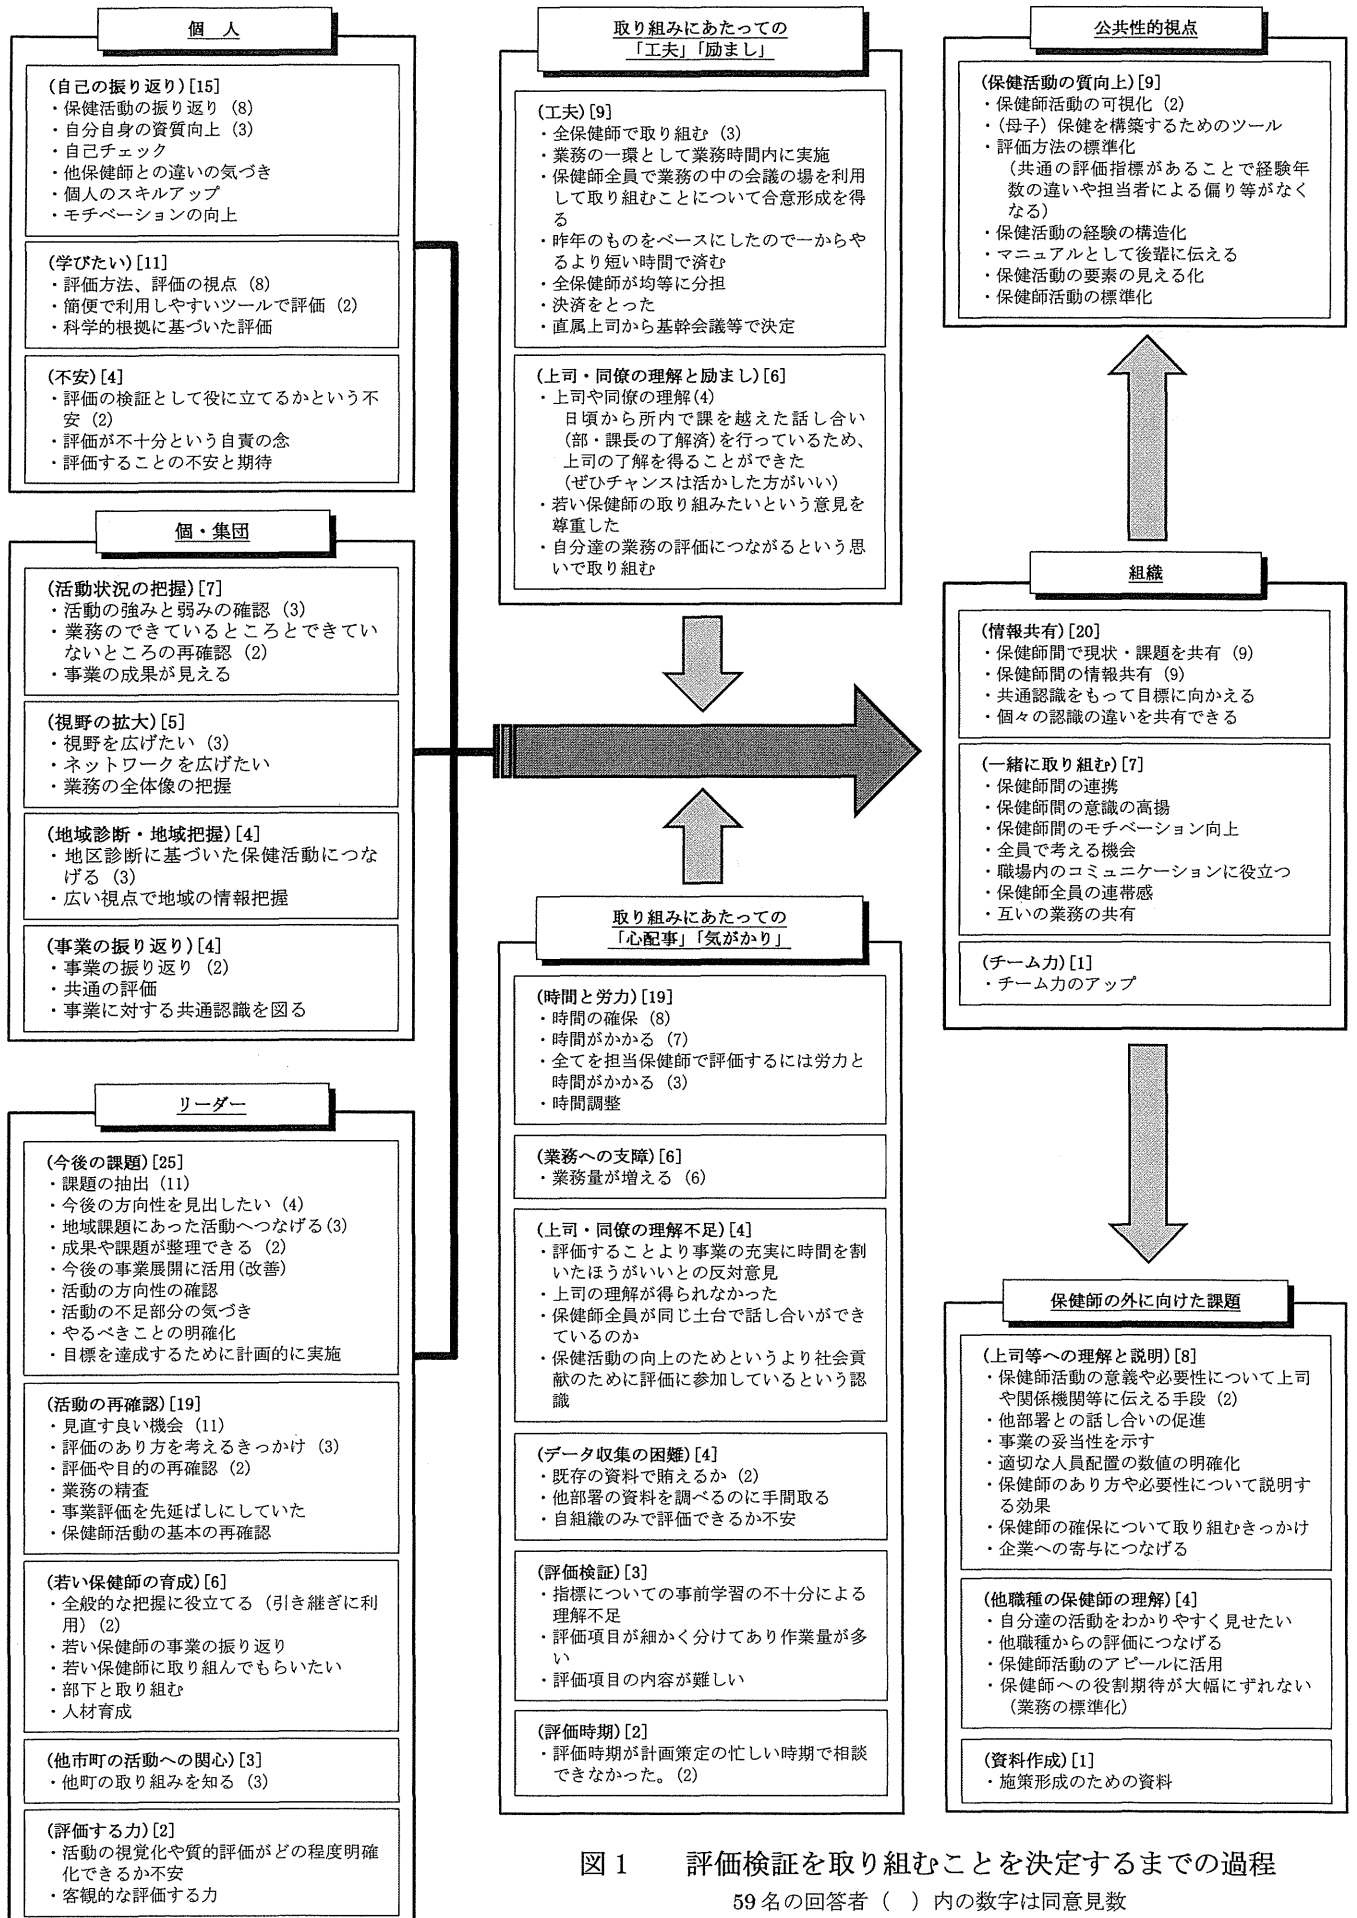 個 人
(自己の振り返り)[15]
・保健活動の振り返り (8)
・自分自身の資質向上 (3)
・自己チェック
・他保健師との違いの気づき
・個人のスキルアップ
・モチベーションの向上
(学びたい)[11]
・評価方法、評価の視点 (8)
・簡便で利用しやすいツールで評価 (2)
・科学的根拠に基づいた評価
(不安)[4]
・評価の検証として役に立てるかという不
安 (2)
・評価が不十分という自責の念
・評価することの不安と期待
個・集団
(活動状況の把握)[7]
・活動の強みと弱みの確認 (3)
・業務のできているところとできてい
ないところの再確認 (2)
・事業の成果が見える
(視野の拡大)[5]
・視野を広げたい (3)
・ネットワークを広げたい
・業務の全体像の把握
(地域診断・地域把握)[4]
・地区診断に基づいた保健活動につな
げる (3)
・広い視点で地域の情報把握
(事業の振り返り)[4]
・事業の振り返り (2)
・共通の評価
・事業に対する共通認識を図る
リーダー
(今後の課題)[25]
・課題の抽出 (11)
・今後の方向性を見出したい (4)
・地域課題にあった活動へつなげる(3)
・成果や課題が整理できる (2)
・今後の事業展開に活用(改善)
・活動の方向性の確認
・活動の不足部分の気づき
・やるべきことの明確化
・目標を達成するために計画的に実施
(活動の再確認)[19]
・見直す良い機会 (11)
・評価のあり方を考えるきっかけ (3)
・評価や目的の再確認 (2)
・業務の精査
・事業評価を先延ばしにしていた
・保健師活動の基本の再確認
(若い保健師の育成)[6]
・全般的な把握に役立てる (引き継ぎに利
用) (2)
・若い保健師の事業の振り返り
・若い保健師に取り組んでもらいたい
・部下と取り組む
・人材育成
(他市町の活動への関心)[3]
・他町の取り組みを知る (3)
(評価する力)[2]
・活動の視覚化や質的評価がどの程度明確
化できるか不安
・客観的な評価する力
取り組みにあたっての
「工夫」「励まし」
(工夫)[9]
・全保健師で取り組む (3)
・業務の一環として業務時間内に実施
・保健師全員で業務の中の会議の場を利用
して取り組むことについて合意形成を得
る
・昨年のものをベースにしたので一からや
るより短い時間で済む
・全保健師が均等に分担
・決済をとった
・直属上司から基幹会議等で決定
(上司・同僚の理解と励まし)[6]
・上司や同僚の理解(4)
日頃から所内で課を越えた話し合い
(部・課長の了解済)を行っているため、
上司の了解を得ることができた
(ぜひチャンスは活かした方がいい)
・若い保健師の取り組みたいという意見を
尊重した
・自分達の業務の評価につながるという思
いで取り組む
取り組みにあたっての
「心配事」「気がかり」
(時間と労力)[19]
・時間の確保 (8)
・時間がかかる (7)
・全てを担当保健師で評価するには労力と
時間がかかる (3)
・時間調整
(業務への支障)[6]
・業務量が増える (6)
(上司・同僚の理解不足)[4]
・評価することより事業の充実に時間を割
いたほうがいいとの反対意見
・上司の理解が得られなかった
・保健師全員が同じ土台で話し合いができ
ているのか
・保健活動の向上のためというより社会貢
献のために評価に参加しているという認
識
(データ収集の困難)[4]
・既存の資料で賄えるか (2)
・他部署の資料を調べるのに手間取る
・自組織のみで評価できるか不安
(評価検証)[3]
・指標についての事前学習の不十分による
理解不足
・評価項目が細かく分けてあり作業量が多
い
・評価項目の内容が難しい
(評価時期)[2]
・評価時期が計画策定の忙しい時期で相談
できなかった。(2)
公共性的視点
(保健活動の質向上)[9]
・保健師活動の可視化 (2)
・(母子) 保健を構築するためのツール
・評価方法の標準化
(共通の評価指標があることで経験年
数の違いや担当者による偏り等がなく
なる)
・保健活動の経験の構造化
・マニュアルとして後輩に伝える
・保健活動の要素の見える化
・保健師活動の標準化
組織
(情報共有)[20]
・保健師間で現状・課題を共有 (9)
・保健師間の情報共有 (9)
・共通認識をもって目標に向かえる
・個々の認識の違いを共有できる
(一緒に取り組む)[7]
・保健師間の連携
・保健師間の意識の高揚
・保健師間のモチベーション向上
・全員で考える機会
・職場内のコミュニケーションに役立つ
・保健師全員の連帯感
・互いの業務の共有
(チーム力)[1]
・チーム力のアップ
保健師の外に向けた課題
(上司等への理解と説明)[8]
・保健師活動の意義や必要性について上司
や関係機関等に伝える手段 (2)
・他部署との話し合いの促進
・事業の妥当性を示す
・適切な人員配置の数値の明確化
・保健師のあり方や必要性について説明す
る効果
・保健師の確保について取り組むきっかけ
・企業への寄与につなげる
(他職種の保健師の理解)[4]
・自分達の活動をわかりやすく見せたい
・他職種からの評価につなげる
・保健師活動のアピールに活用
・保健師への役割期待が大幅にずれない
(業務の標準化)
(資料作成)[1]
・施策形成のための資料
図1 評価検証を取り組むことを決定するまでの過程
59名の回答者 ( ) 内の数字は同意見数